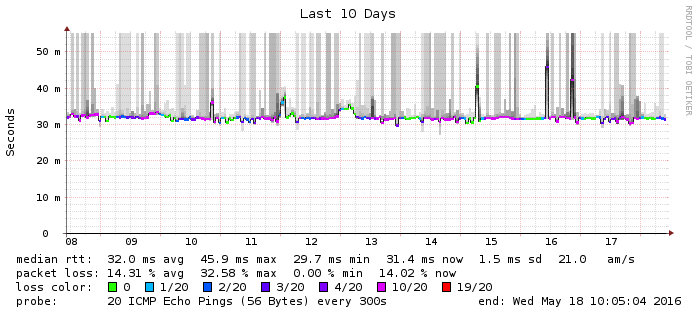 Last 10 Days
RRDTOOL / TOBI OETIKER
Seconds
50 m
40 m
30 m
20 m
10 m
0
08 09 10 11 12 13 14 15 16 17
median rtt: 32.0 ms avg 45.9 ms max 29.7 ms min 31.4 ms now 1.5 ms sd 21.0 am/s
packet loss: 14.31 % avg 32.58 % max 0.00 % min 14.02 % now
loss color: 0 1/20 2/20 3/20 4/20 10/20 19/20
probe: 20 ICMP Echo Pings (56 Bytes) every 300s end: Wed May 18 10:05:04 2016